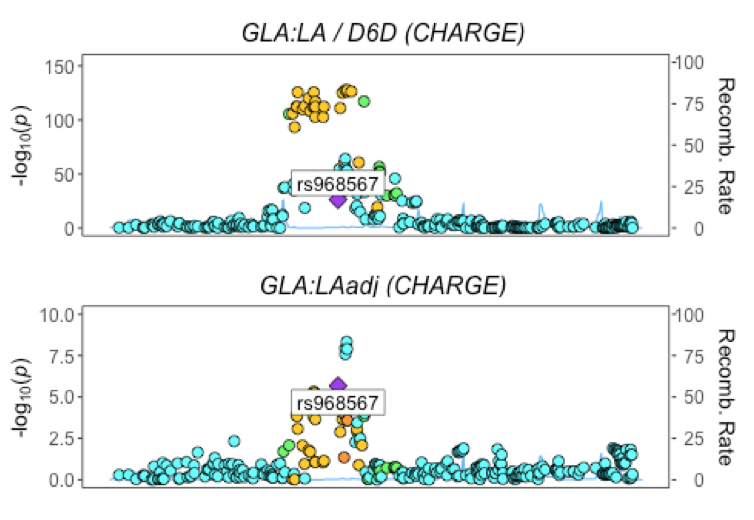 GLA:LA / D6D (CHARGE)
150
100
50
0
-log10(p)
100
75
50
25
0
Recomb. Rate
rs968567
GLA:LAadj (CHARGE)
10.0
7.5
5.0
2.5
0.0
-log10(p)
100
75
50
25
0
Recomb. Rate
rs968567